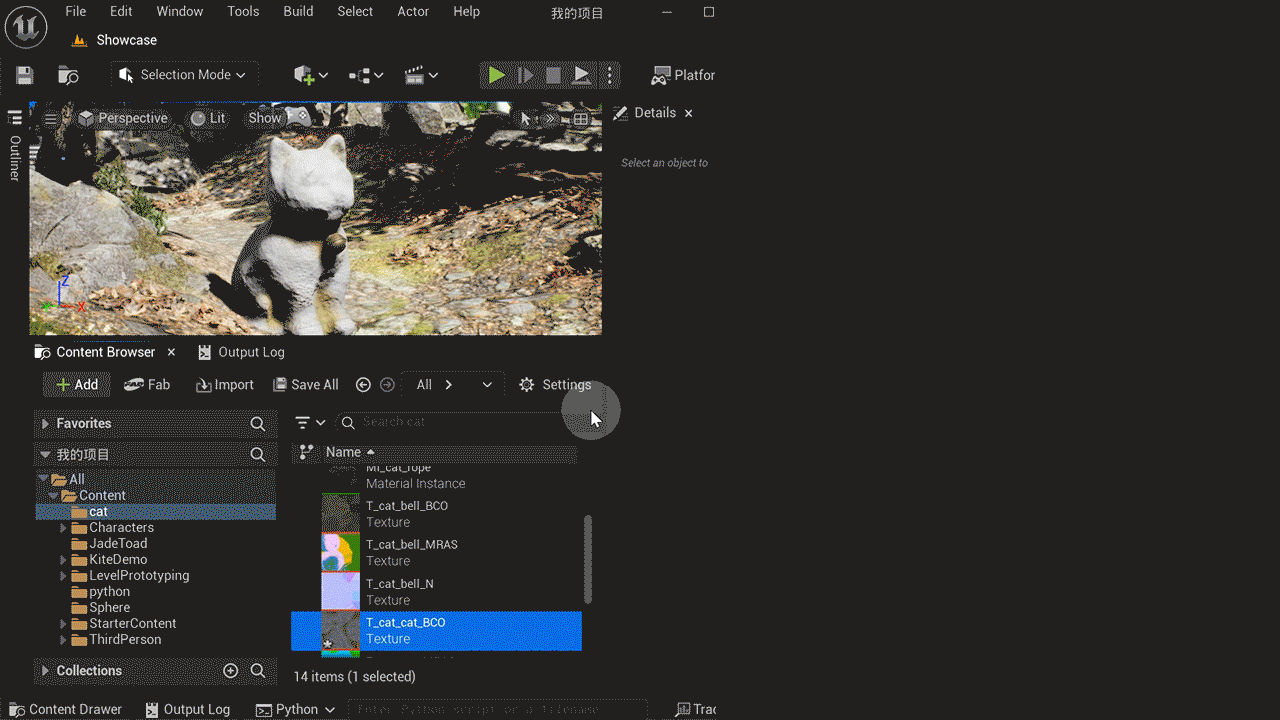 File Edit Window Tools Build Select Actor Help 我的项目
Showcase
Selection Mode
Platfor
Perspective Lit Show
Details
Outliner
Select an object to
Z
X
Content Browser Output Log
Add Fab Import Save All All Settings
Favorites
Search cat
我的项目
Name
All
Content
cat
Characters
JadeToad
KiteDemo
LevelPrototyping
python
Sphere
StarterContent
ThirdPerson
MI_cat_rope
Material Instance
T_cat_bell_BCO
Texture
T_cat_bell_MRAS
Texture
T_cat_bell_N
Texture
T_cat_cat_BCO
Texture
Collections
14 items (1 selected)
Content Drawer Output Log Python Enter Python script or a filename Trac